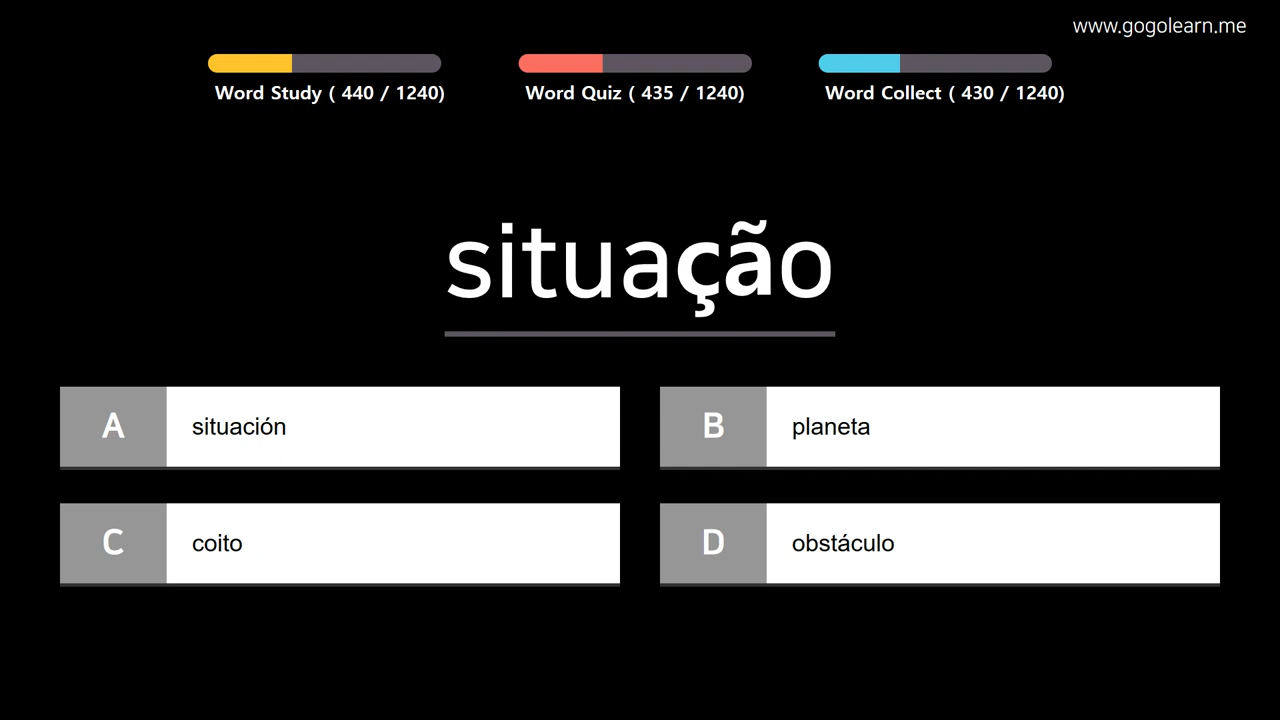 www.gogolearn.me
Word Study ( 440 / 1240)
Word Quiz ( 435 / 1240)
Word Collect ( 430 / 1240)
situação
A situación
B planeta
C coito
D obstáculo